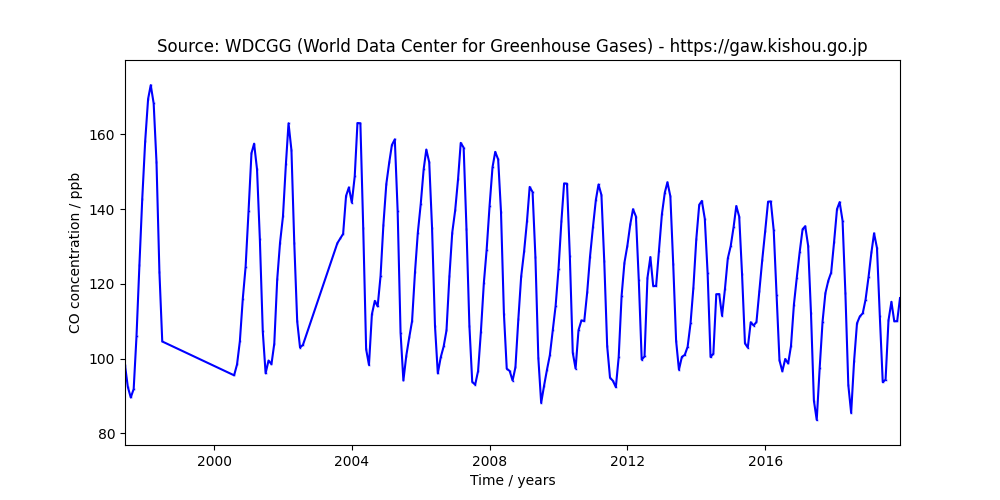 Source: WDCGG (World Data Center for Greenhouse Gases) - https://gaw.kishou.go.jp
CO concentration / ppb
160
140
120
100
80
2000 2004 2008 2012 2016
Time / years